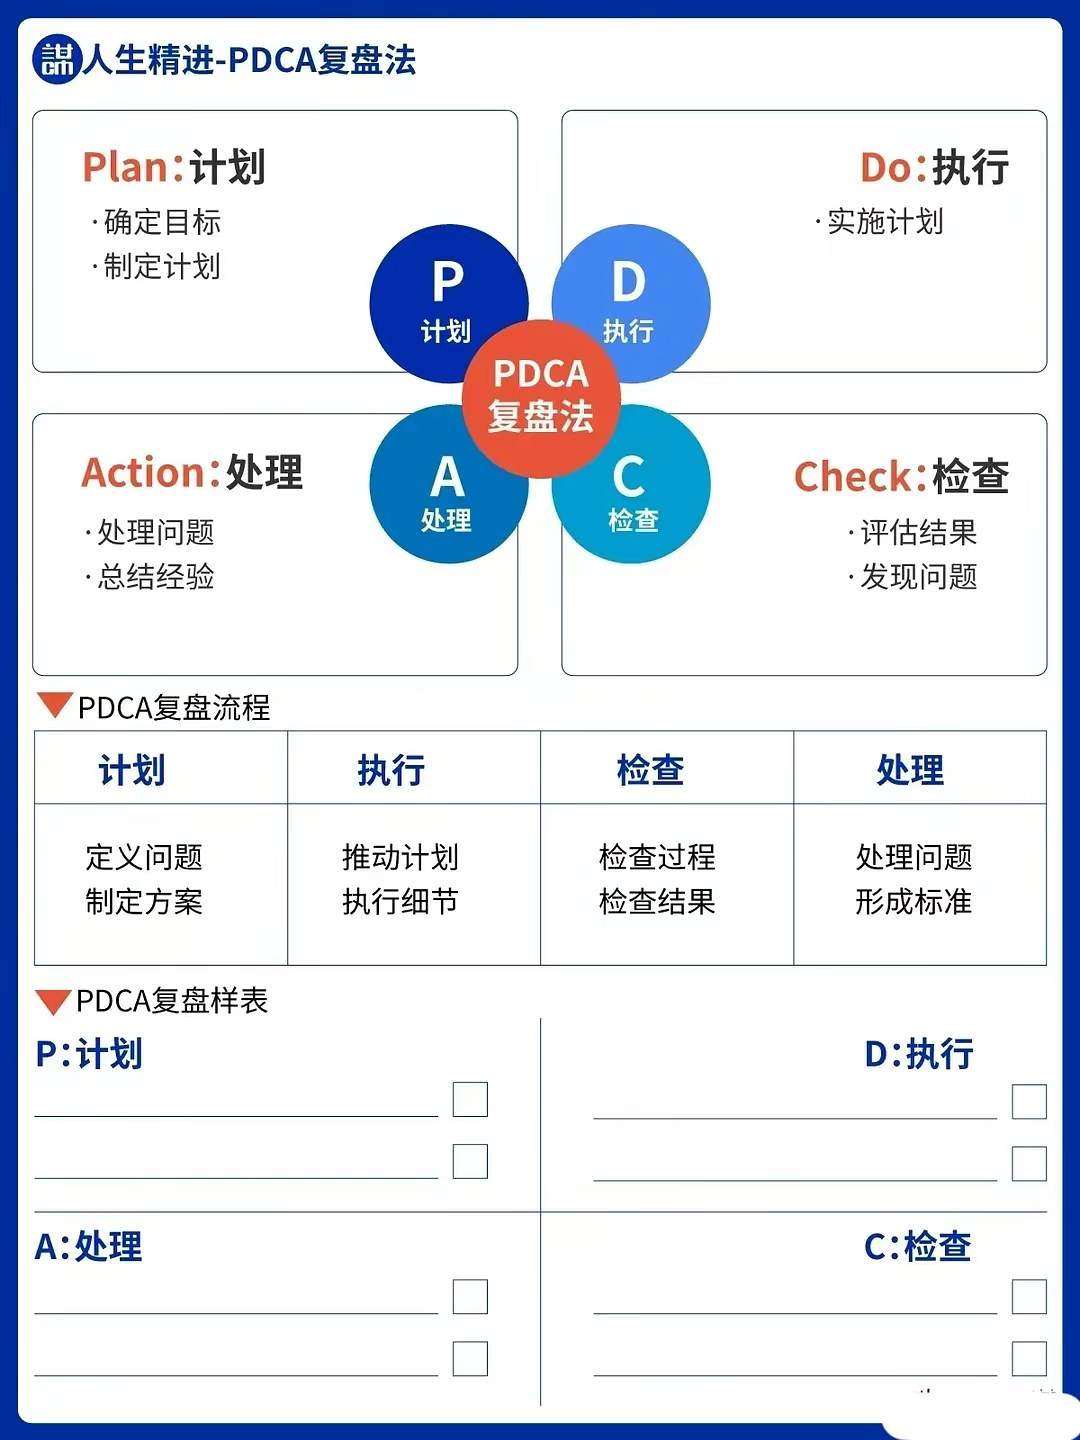 謀
cm
人生精进-PDCA复盘法
Plan：计划
·确定目标
·制定计划
Do：执行
·实施计划
P
计划
D
执行
PDCA
复盘法
A
处理
C
检查
Action：处理
·处理问题
·总结经验
Check：检查
·评估结果
·发现问题
PDCA复盘流程
计划
执行
检查
处理
定义问题
制定方案
推动计划
执行细节
检查过程
检查结果
处理问题
形成标准
PDCA复盘样表
P：计划
D：执行
A：处理
C：检查